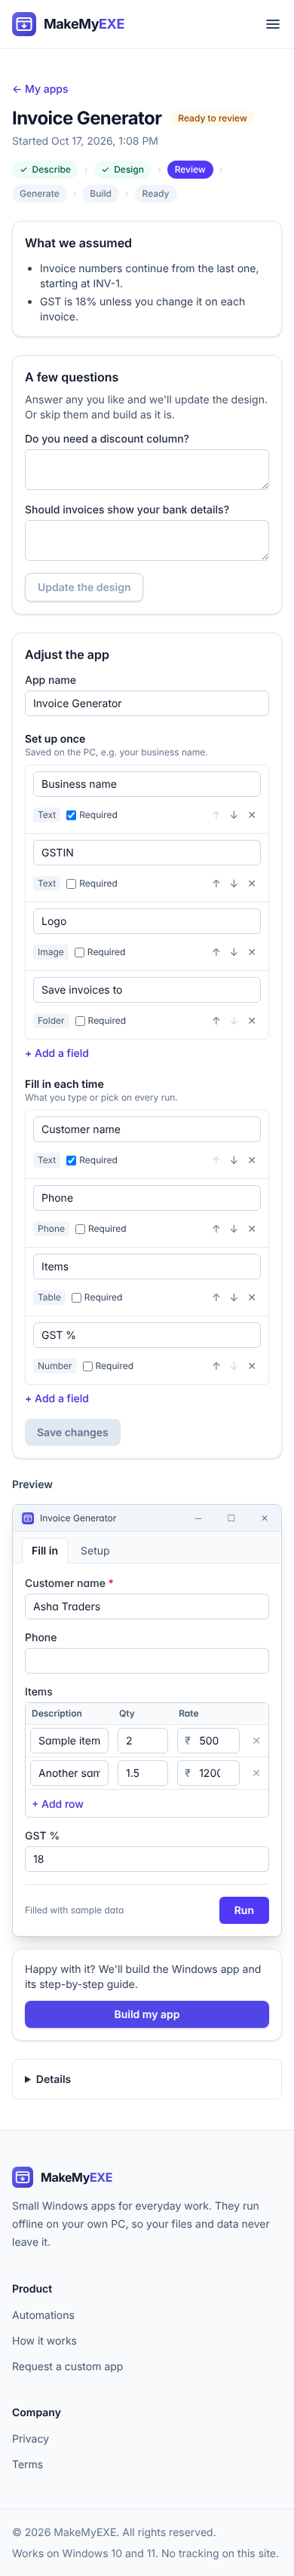 MakeMyEXE
← My apps
Invoice Generator Ready to review
Started Oct 17, 2026, 1:08 PM
✓ Describe › ✓ Design › Review ›
Generate › Build › Ready
What we assumed
• Invoice numbers continue from the last one,
starting at INV-1.
• GST is 18% unless you change it on each
invoice.
A few questions
Answer any you like and we'll update the design.
Or skip them and build as it is.
Do you need a discount column?
Should invoices show your bank details?
Update the design
Adjust the app
App name
Invoice Generator
Set up once
Saved on the PC, e.g. your business name.
Business name
Text Required ↑ ↓ ✕
GSTIN
Text Required ↑ ↓ ✕
Logo
Image Required ↑ ↓ ✕
Save invoices to
Folder Required ↑ ↓ ✕
+ Add a field
Fill in each time
What you type or pick on every run.
Customer name
Text Required ↑ ↓ ✕
Phone
Phone Required ↑ ↓ ✕
Items
Table Required ↑ ↓ ✕
GST %
Number Required ↑ ↓ ✕
+ Add a field
Save changes
Preview
Invoice Generator
Fill in Setup
Customer name *
Asha Traders
Phone
Items
Description Qty Rate
Sample item 2 ₹ 500 ✕
Another sam 1.5 ₹ 1200 ✕
+ Add row
GST %
18
Filled with sample data Run
Happy with it? We'll build the Windows app and
its step-by-step guide.
Build my app
▶ Details
MakeMyEXE
Small Windows apps for everyday work. They run
offline on your own PC, so your files and data never
leave it.
Product
Automations
How it works
Request a custom app
Company
Privacy
Terms
© 2026 MakeMyEXE. All rights reserved.
Works on Windows 10 and 11. No tracking on this site.